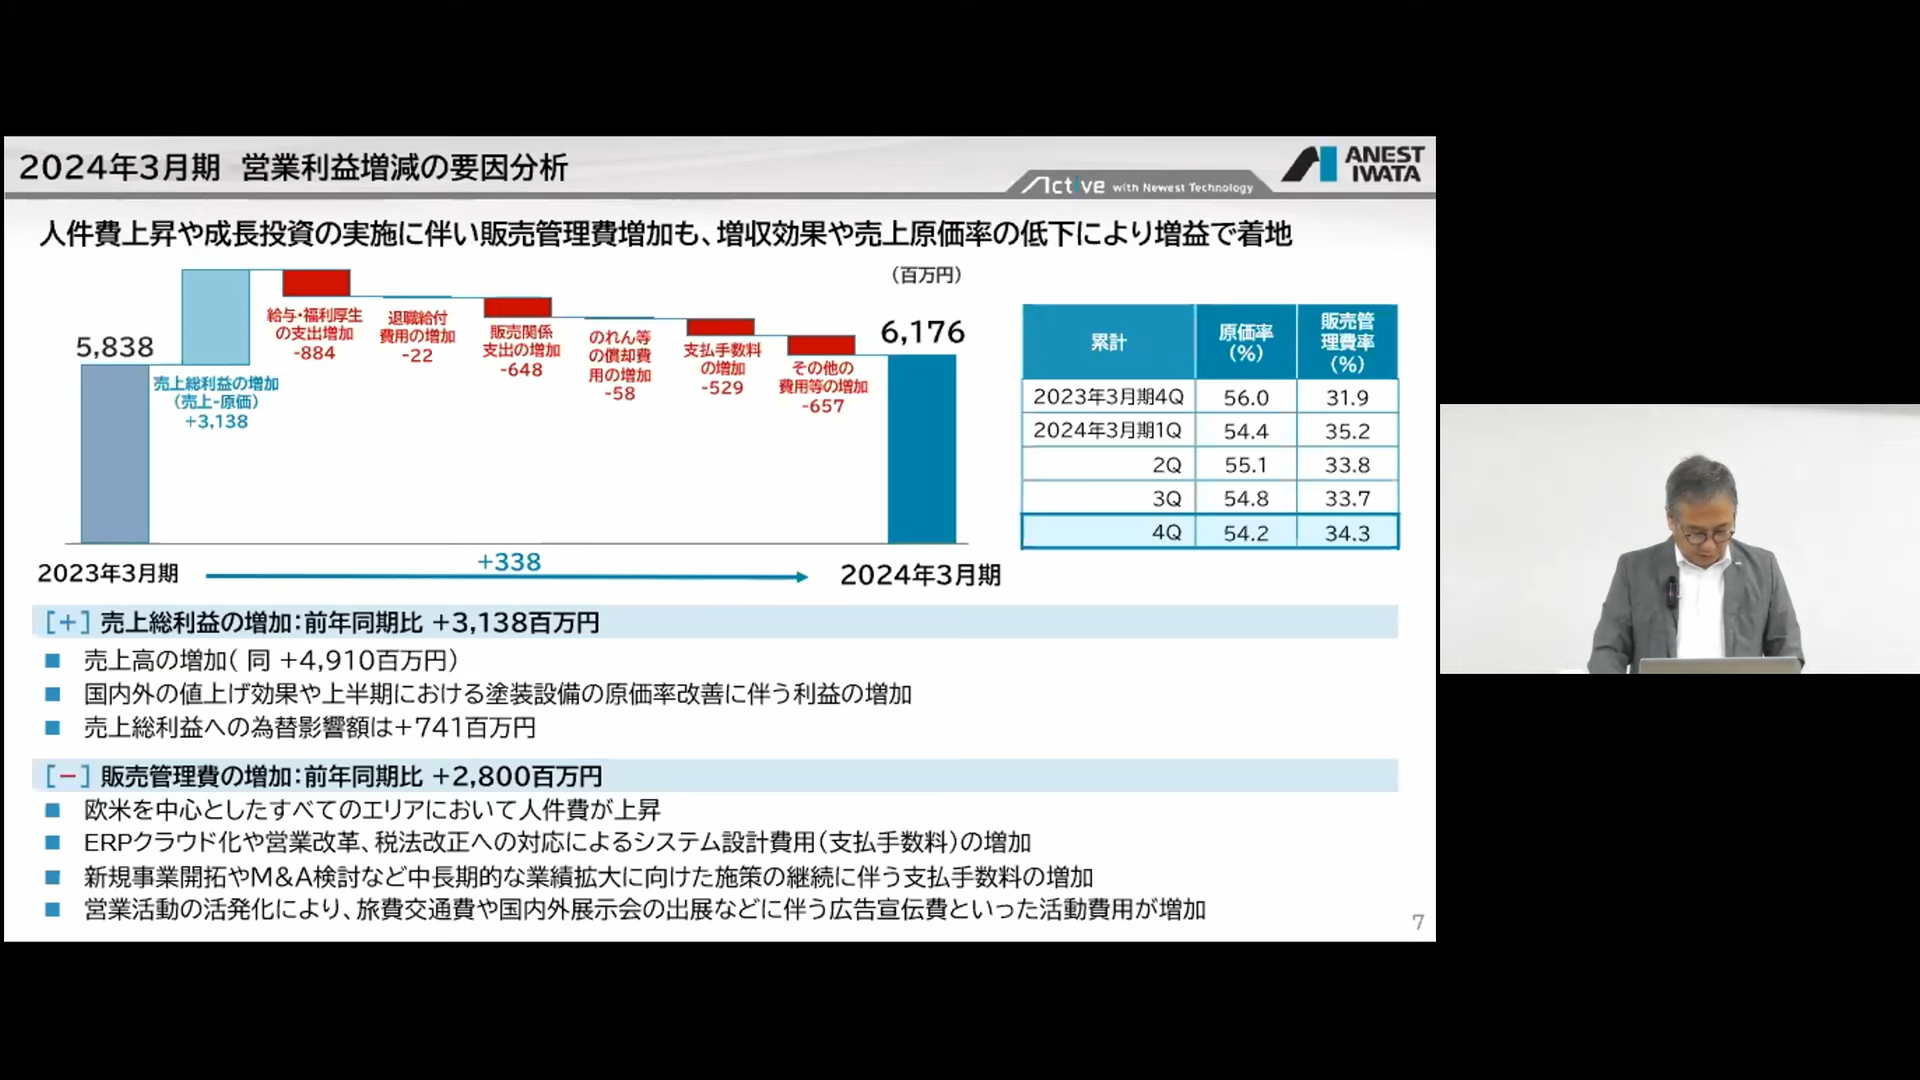 2024年3月期 営業利益増減の要因分析
Active with Newest Technology
ANEST
IWATA
人件費上昇や成長投資の実施に伴い販売管理費増加も、増収効果や売上原価率の低下により増益で着地
（百万円）
5,838
売上総利益の増加
（売上-原価）
+3,138
給与・福利厚生
の支出増加
-884
退職給付
費用の増加
-22
販売関係
支出の増加
-648
のれん等
の償却費
用の増加
-58
支払手数料
の増加
-529
その他の
費用等の増加
-657
6,176
2023年3月期
+338
2024年3月期
累計 原価率（%） 販売管理費率（%）
2023年3月期4Q 56.0 31.9
2024年3月期1Q 54.4 35.2
2Q 55.1 33.8
3Q 54.8 33.7
4Q 54.2 34.3
[＋] 売上総利益の増加：前年同期比 +3,138百万円
■ 売上高の増加（ 同 +4,910百万円）
■ 国内外の値上げ効果や上半期における塗装設備の原価率改善に伴う利益の増加
■ 売上総利益への為替影響額は＋741百万円
[－] 販売管理費の増加：前年同期比 +2,800百万円
■ 欧米を中心としたすべてのエリアにおいて人件費が上昇
■ ERPクラウド化や営業改革、税法改正への対応によるシステム設計費用（支払手数料）の増加
■ 新規事業開拓やM&A検討など中長期的な業績拡大に向けた施策の継続に伴う支払手数料の増加
■ 営業活動の活発化により、旅費交通費や国内外展示会の出展などに伴う広告宣伝費といった活動費用が増加
7